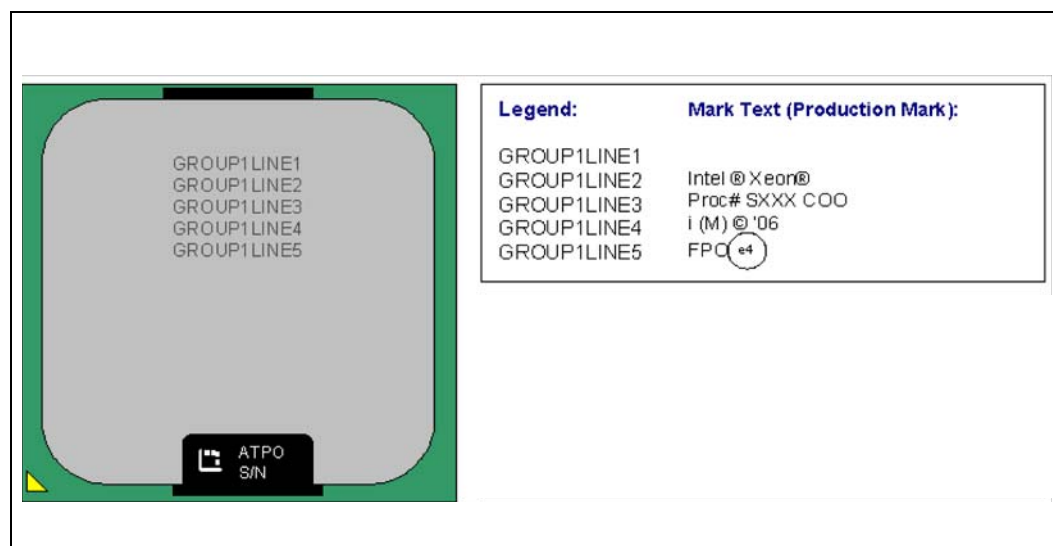 GROUP1LINE1
GROUP1LINE2
GROUP1LINE3
GROUP1LINE4
GROUP1LINE5
ATPO
S/N
Legend: Mark Text (Production Mark):
GROUP1LINE1
GROUP1LINE2 Intel ® Xeon®
GROUP1LINE3 Proc# SXXX COO
GROUP1LINE4 i (M) © '06
GROUP1LINE5 FPO e4